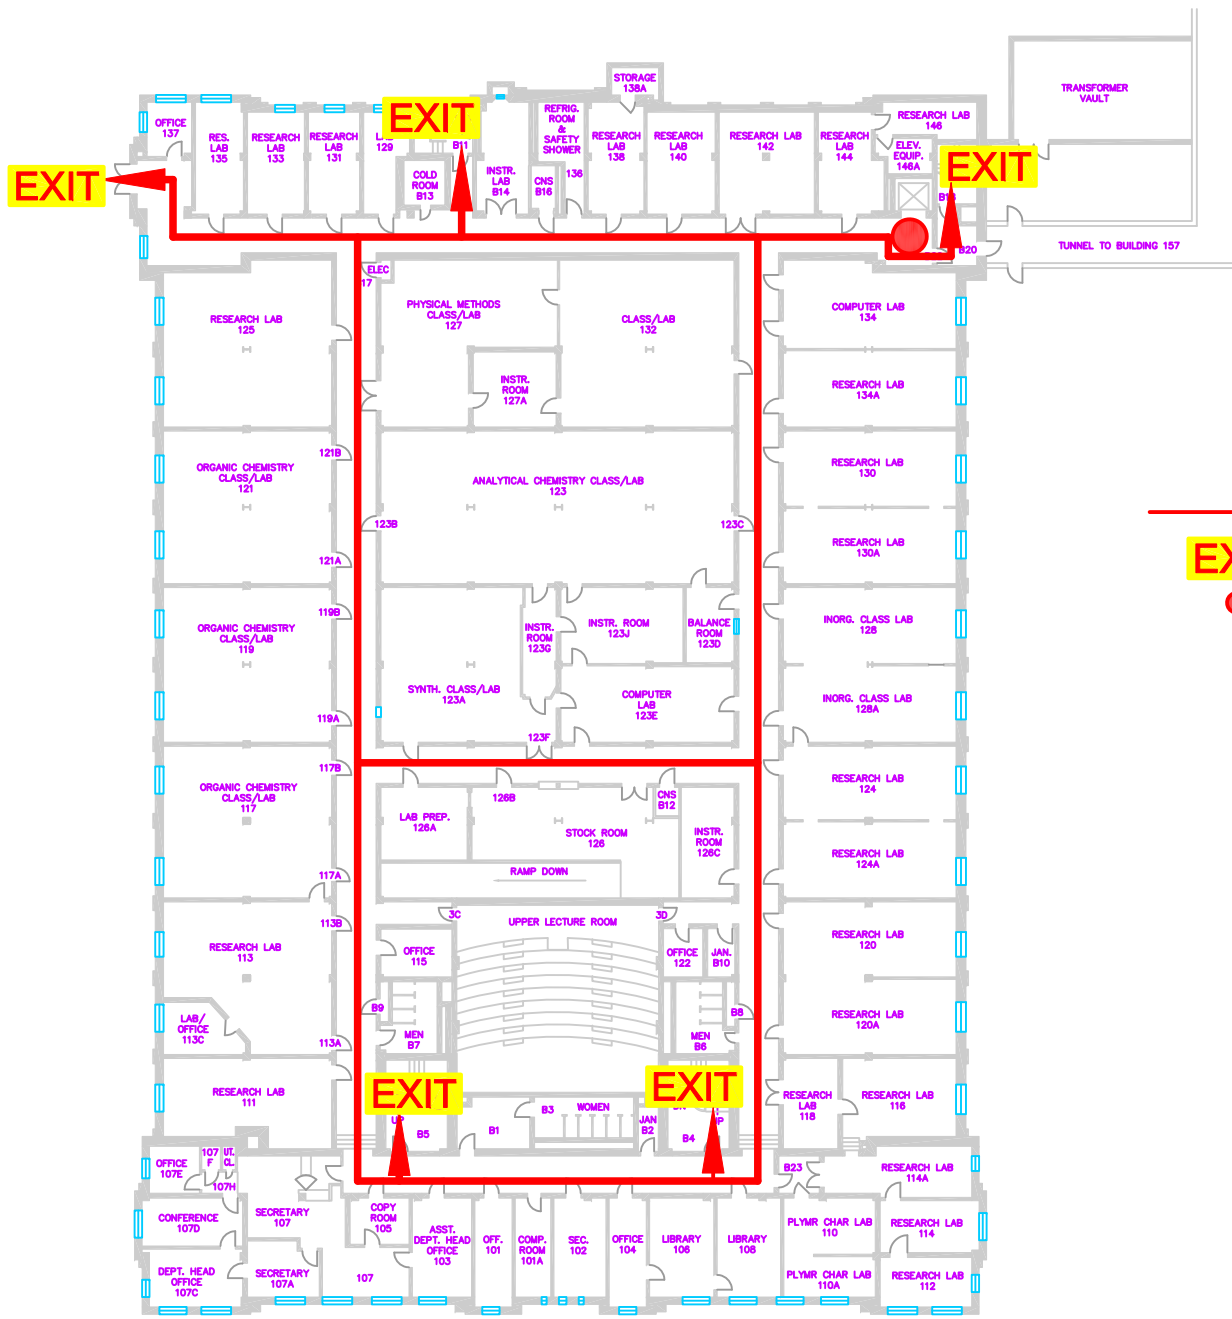 STORAGE
138A
TRANSFORMER
VAULT
OFFICE
137
RES.
LAB
135
RESEARCH
LAB
133
RESEARCH
LAB
131
129
EXIT
B11
REFRIG.
ROOM
&
SAFETY
SHOWER
136
RESEARCH
LAB
138
RESEARCH
LAB
140
RESEARCH LAB
142
RESEARCH
LAB
144
RESEARCH LAB
146
ELEV.
EQUIP.
146A
EXIT
EXIT
COLD
ROOM
B13
INSTR.
LAB
B14
CNS
B16
B20
TUNNEL TO BUILDING 157
ELEC
17
RESEARCH LAB
125
PHYSICAL METHODS
CLASS/LAB
127
CLASS/LAB
132
COMPUTER LAB
134
INSTR.
ROOM
127A
RESEARCH LAB
134A
121B
ORGANIC CHEMISTRY
CLASS/LAB
121
ANALYTICAL CHEMISTRY CLASS/LAB
123
RESEARCH LAB
130
123B
123C
RESEARCH LAB
130A
121A
119B
ORGANIC CHEMISTRY
CLASS/LAB
119
INSTR.
ROOM
123G
INSTR. ROOM
123J
BALANCE
ROOM
123D
INORG. CLASS LAB
128
SYNTH. CLASS/LAB
123A
COMPUTER
LAB
123E
INORG. CLASS LAB
128A
119A
123F
117B
ORGANIC CHEMISTRY
CLASS/LAB
117
RESEARCH LAB
124
126B
CNS
B12
LAB PREP.
126A
STOCK ROOM
126
INSTR.
ROOM
126C
RESEARCH LAB
124A
117A
RAMP DOWN
113B
3C
UPPER LECTURE ROOM
3D
RESEARCH LAB
113
OFFICE
115
OFFICE
122
JAN.
B10
RESEARCH LAB
120
B9
B8
LAB/
OFFICE
113C
MEN
B7
MEN
B6
RESEARCH LAB
120A
113A
RESEARCH LAB
111
EXIT
EXIT
UP
B5
B1
B3
WOMEN
JAN
B2
B4
RESEARCH
LAB
118
RESEARCH LAB
116
OFFICE
107E
107
F
UT.
CL.
107H
B23
RESEARCH LAB
114A
CONFERENCE
107D
SECRETARY
107
COPY
ROOM
105
ASST.
DEPT. HEAD
OFFICE
103
OFF.
101
COMP.
ROOM
101A
SEC.
102
OFFICE
104
LIBRARY
106
LIBRARY
108
PLYMR CHAR LAB
110
RESEARCH LAB
114
DEPT. HEAD
OFFICE
107C
SECRETARY
107A
107
PLYMR CHAR LAB
110A
RESEARCH LAB
112